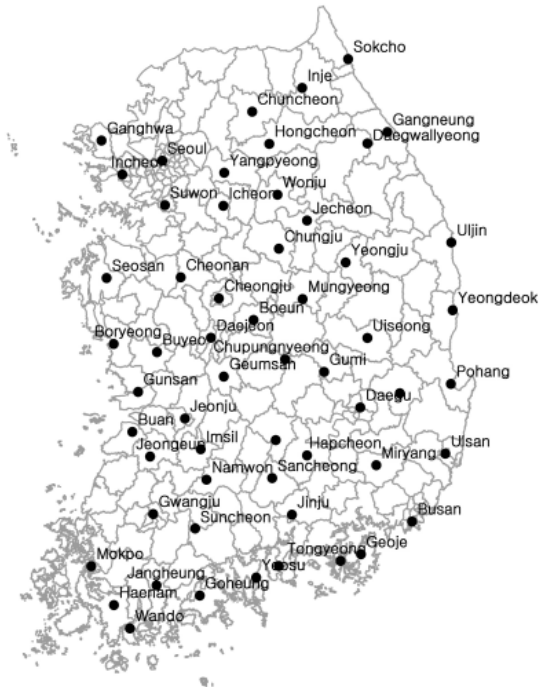 Sokcho
Inje
Chuncheon
Gangneung
Ganghwa
Hongcheon
Daegwallyeong
Seoul
Incheon
Yangpyeong
Wonju
Suwon
Icheon
Jecheon
Uljin
Chungju
Yeongju
Seosan
Cheonan
Cheongju
Mungyeong
Yeongdeok
Boeun
Boryeong
Buyeo
Daejeon
Uiseong
Chupungnyeong
Geumsan
Gumi
Pohang
Gunsan
Daegu
Jeonju
Buan
Imsil
Jeongeup
Hapcheon
Miryang
Ulsan
Namwon
Sancheong
Gwangju
Suncheon
Jinju
Busan
Mokpo
Tongyeong
Geoje
Yeosu
Jangheung
Goheung
Haenam
Wando